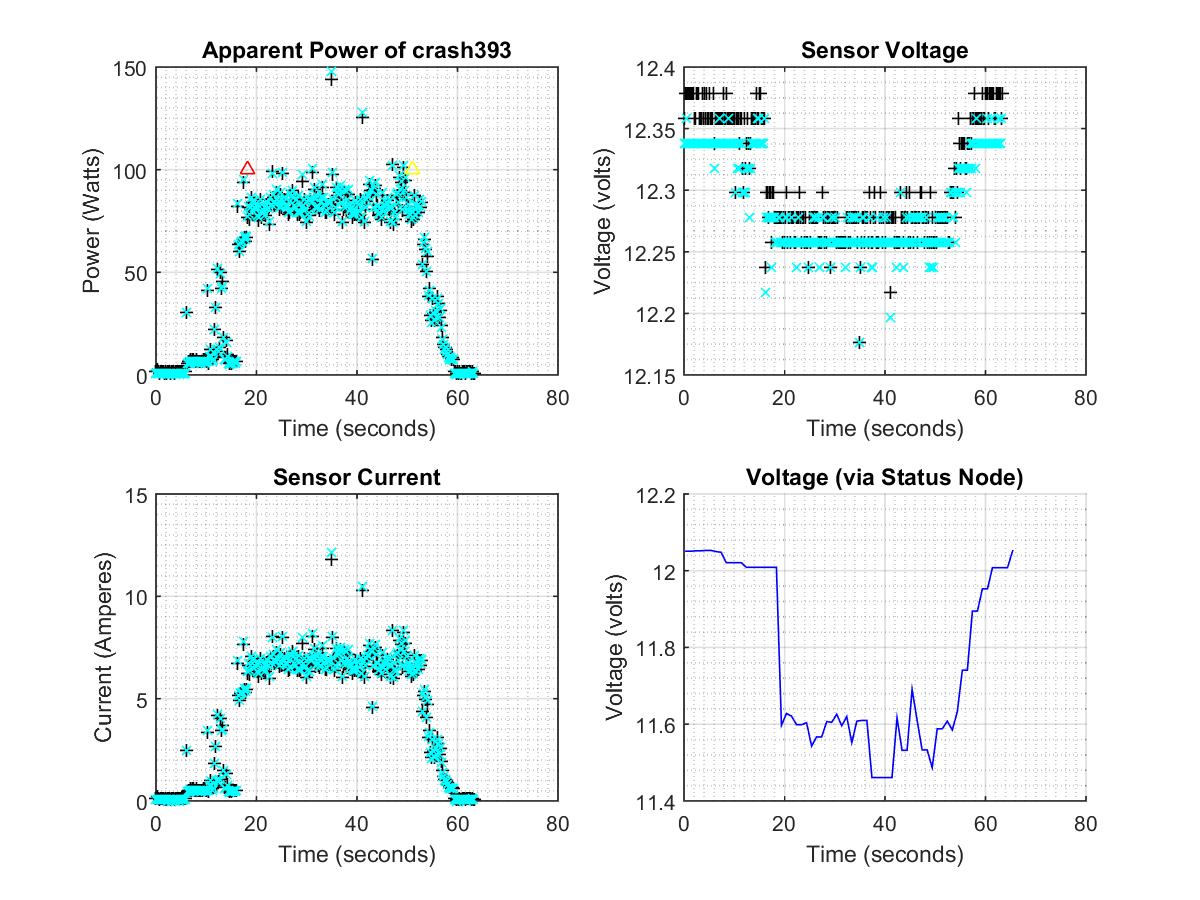 Apparent Power of crash393
150
100
50
0
0 20 40 60 80
Power (Watts)
Time (seconds)
Sensor Voltage
12.4
12.35
12.3
12.25
12.2
12.15
0 20 40 60 80
Voltage (volts)
Time (seconds)
Sensor Current
15
10
5
0
0 20 40 60 80
Current (Amperes)
Time (seconds)
Voltage (via Status Node)
12.2
12
11.8
11.6
11.4
0 20 40 60 80
Voltage (volts)
Time (seconds)